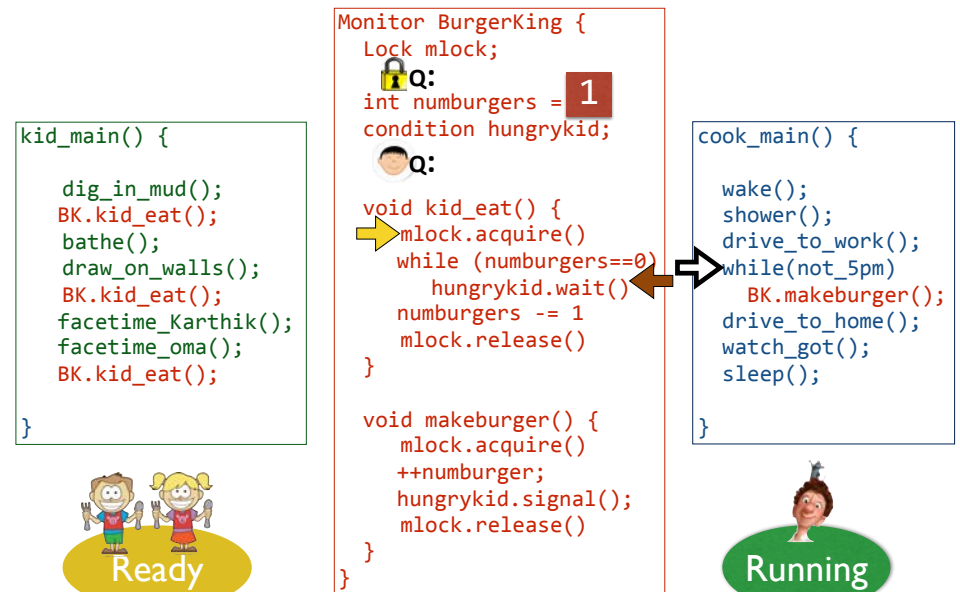 kid_main() {
dig_in_mud();
BK.kid_eat();
bathe();
draw_on_walls();
BK.kid_eat();
facetime_Karthik();
facetime_oma();
BK.kid_eat();
}
Ready
Monitor BurgerKing {
Lock mlock;
Q:
int numburgers = 1
condition hungrykid;
Q:
void kid_eat() {
mlock.acquire()
while (numburgers==0)
hungrykid.wait()
numburgers -= 1
mlock.release()
}
void makeburger() {
mlock.acquire()
++numburger;
hungrykid.signal();
mlock.release()
}
}
cook_main() {
wake();
shower();
drive_to_work();
while(not_5pm)
BK.makeburger();
drive_to_home();
watch_got();
sleep();
}
Running